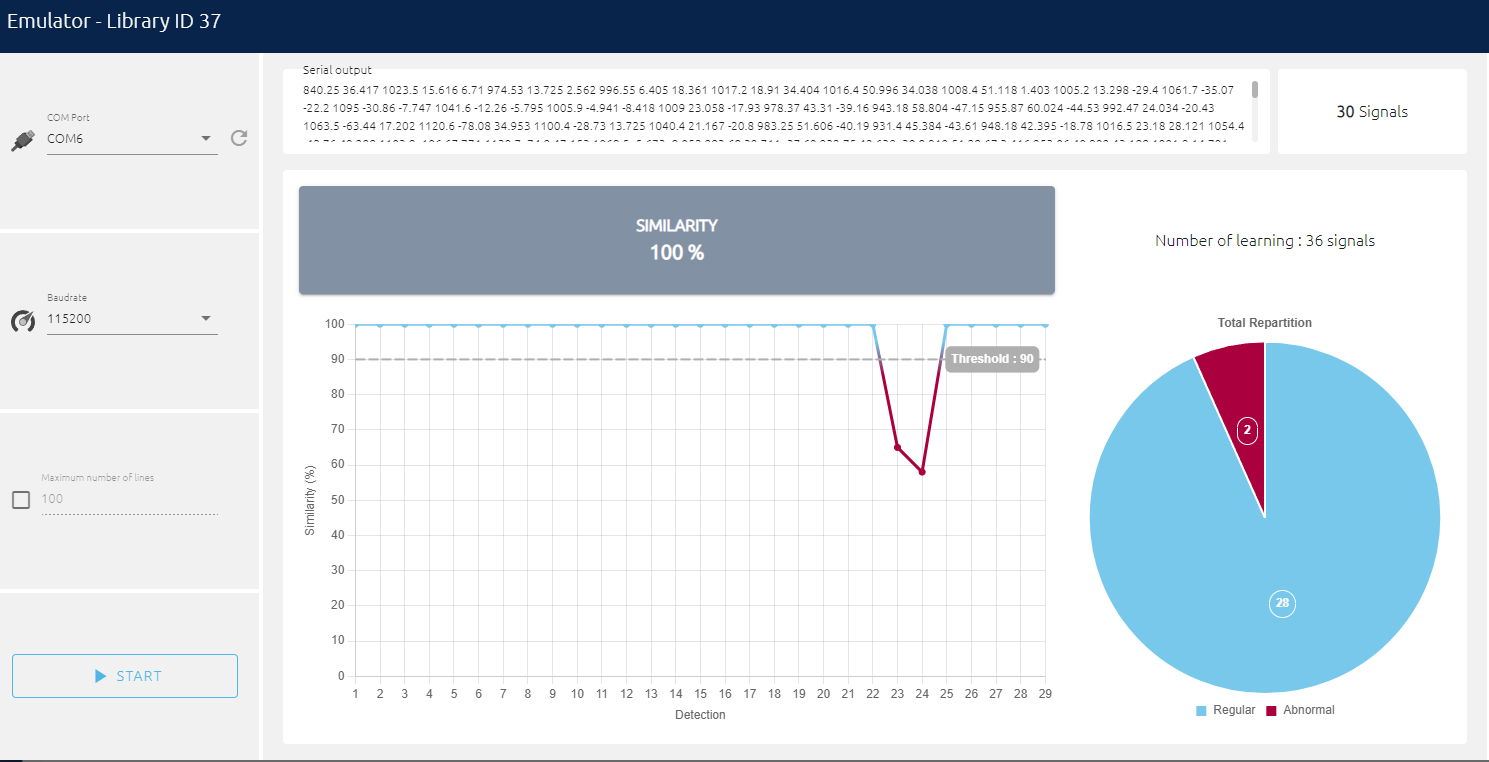 Emulator - Library ID 37
COM Port
COM6
Baudrate
115200
Maximum number of lines
100
START
Serial output
840.25 36.417 1023.5 15.616 6.71 974.53 13.725 2.562 996.55 6.405 18.361 1017.2 18.91 34.404 1016.4 50.996 34.038 1008.4 51.118 1.403 1005.2 13.298 -29.4 1061.7 -35.07
-22.2 1095 -30.86 -7.747 1041.6 -12.26 -5.795 1005.9 -4.941 -8.418 1009 23.058 -17.93 978.37 43.31 -39.16 943.18 58.804 -47.15 955.87 60.024 -44.53 992.47 24.034 -20.43
1063.5 -63.44 17.202 1120.6 -78.08 34.953 1100.4 -28.73 13.725 1040.4 21.167 -20.8 983.25 51.606 -40.19 931.4 45.384 -43.61 948.18 42.395 -18.78 1016.5 23.18 28.121 1054.4
30 Signals
SIMILARITY
100 %
Number of learning : 36 signals
100
90
80
70
60
50
40
30
20
10
0
Threshold : 90
Similarity (%)
1 2 3 4 5 6 7 8 9 10 11 12 13 14 15 16 17 18 19 20 21 22 23 24 25 26 27 28 29
Detection
Total Repartition
2
28
Regular Abnormal